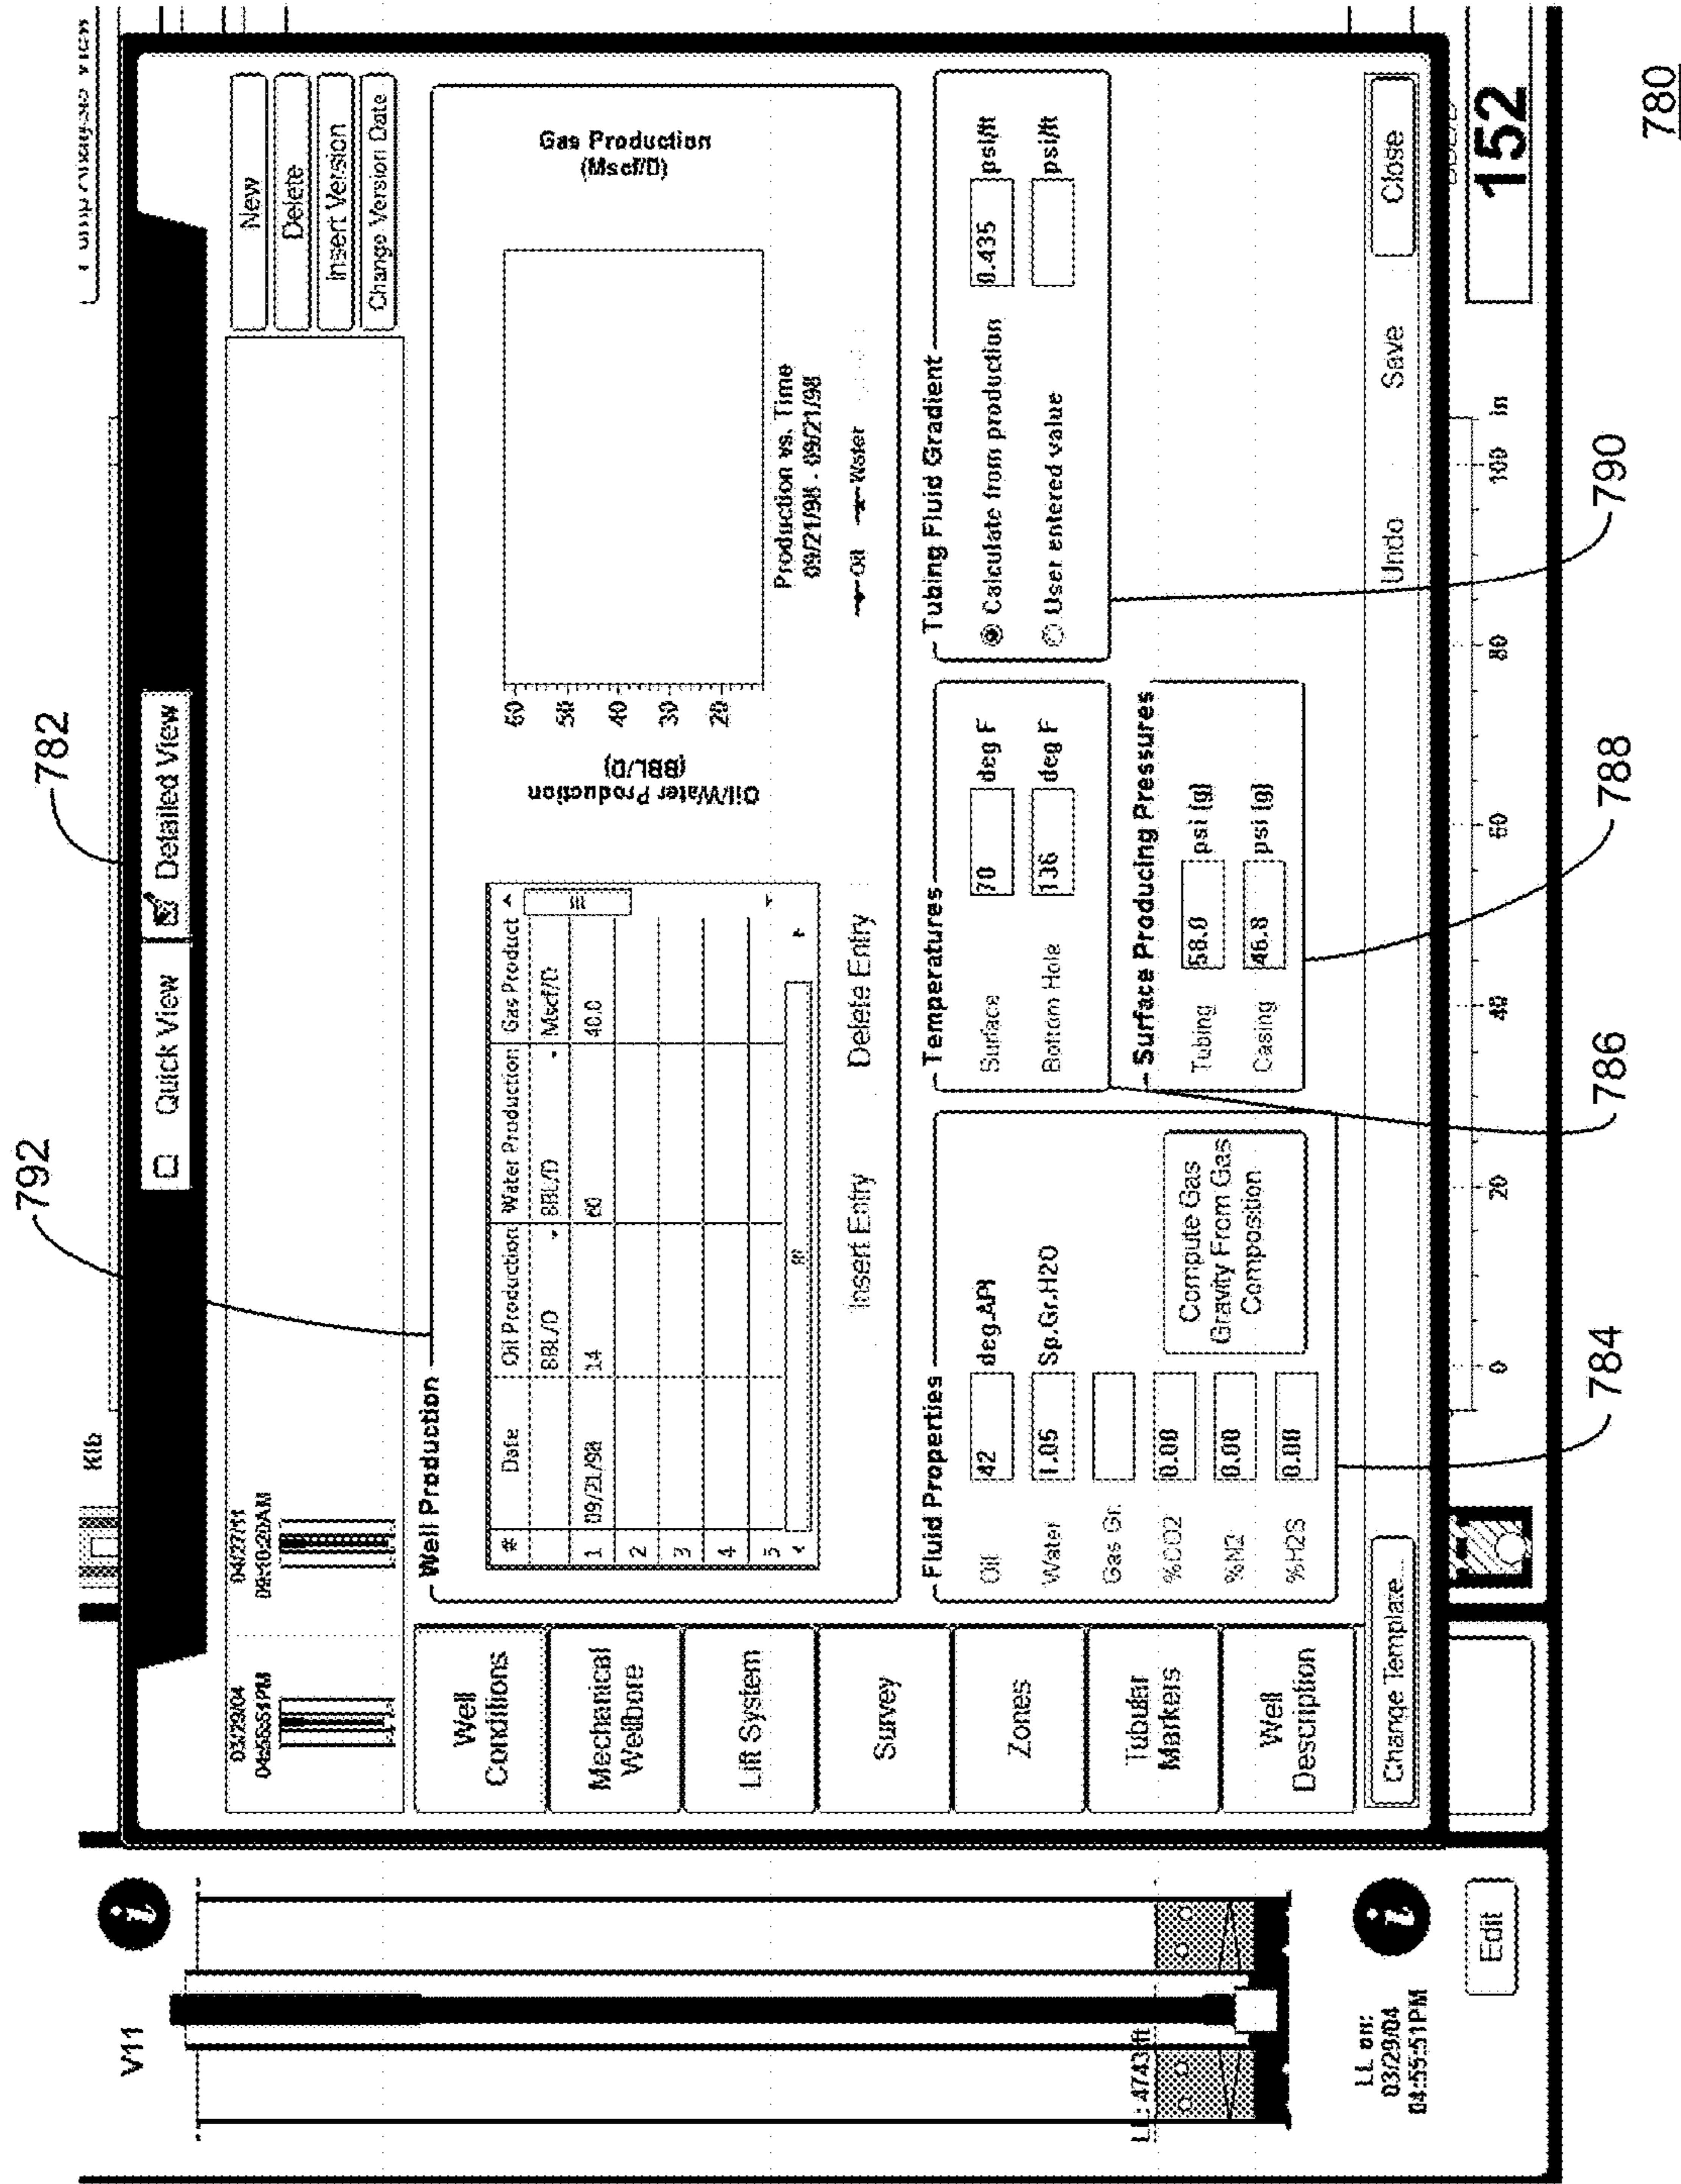 782
792
Klb
Quick View
Detailed View
03/29/04
04:55:51PM
04/27/11
09:10:20AM
New
Delete
Insert Version
Change Version Date
V11
i
Well Conditions
Mechanical Wellbore
Lift System
Survey
Zones
Tubular Markers
Well Description
Well Production
# Date Oil Production Water Production Gas Product
BBL/D BBL/D Mscf/D
1 09/21/98 14 60 40.0
2
3
4
5
Insert Entry Delete Entry
Oil/Water Production
(BBL/D)
60
50
40
30
20
Gas Production
(Mscf/D)
Production vs. Time
09/21/98 - 09/21/98
Oil Water
Fluid Properties
Oil 42 deg.API
Water 1.05 Sp.Gr.H2O
Gas Gr.
%CO2 0.00
%N2 0.00
%H2S 0.00
Compute Gas
Gravity From Gas
Composition
Temperatures
Surface 70 deg F
Bottom Hole 136 deg F
Surface Producing Pressures
Tubing 58.0 psi (g)
Casing 46.8 psi (g)
Tubing Fluid Gradient
Calculate from production 0.435 psi/ft
User entered value psi/ft
Change Template...
Undo Save Close
LL: 4743 ft
LL on:
03/29/04
04:55:51PM
i
Edit
0 20 40 60 80 100 in
152
784
786
788
790
780